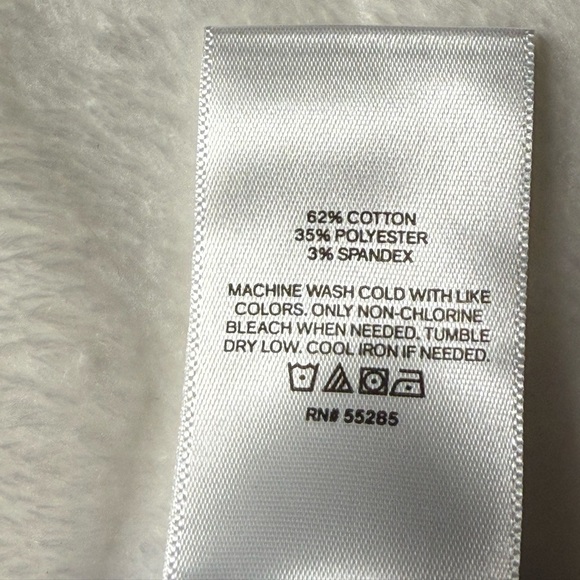 62% COTTON
35% POLYESTER
3% SPANDEX
MACHINE WASH COLD WITH LIKE
COLORS. ONLY NON-CHLORINE
BLEACH WHEN NEEDED. TUMBLE
DRY LOW. COOL IRON IF NEEDED.
RN# 55285